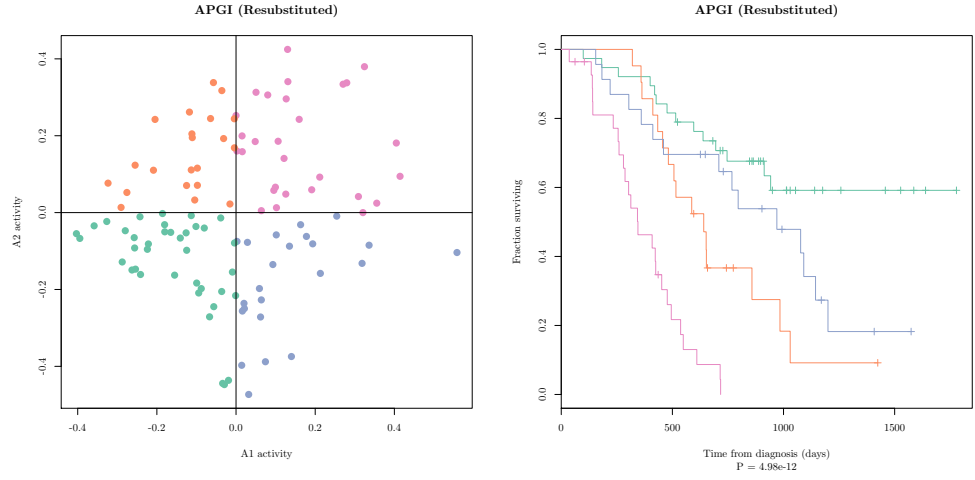 APGI (Resubstituted)
A2 activity
0.4
0.2
0.0
-0.2
-0.4
-0.4
-0.2
0.0
0.2
0.4
A1 activity
APGI (Resubstituted)
Fraction surviving
1.0
0.8
0.6
0.4
0.2
0.0
0
500
1000
1500
Time from diagnosis (days)
P = 4.98e-12